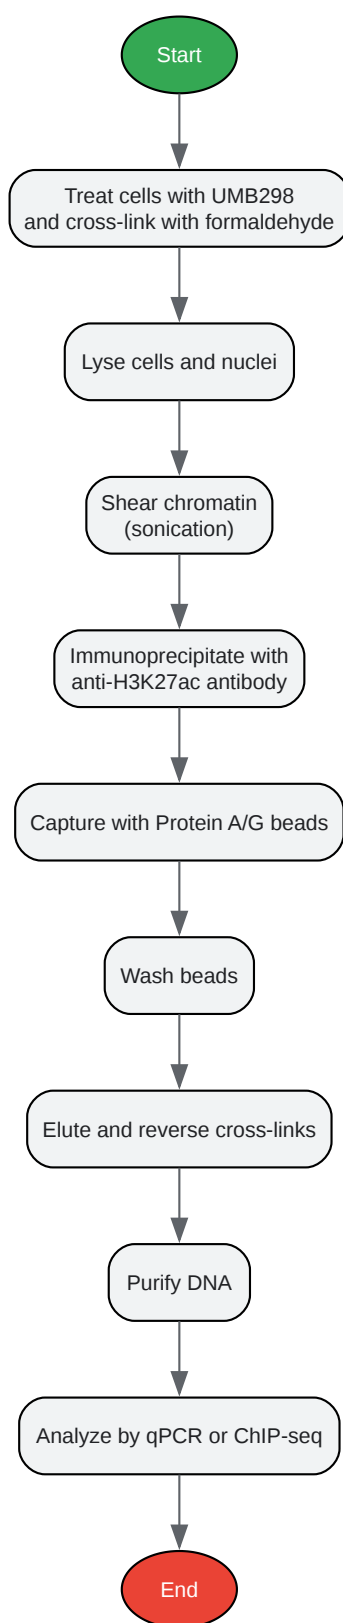 Start
Treat cells with UMB298
and cross-link with formaldehyde
Lyse cells and nuclei
Shear chromatin
(sonication)
Immunoprecipitate with
anti-H3K27ac antibody
Capture with Protein A/G beads
Wash beads
Elute and reverse cross-links
Purify DNA
Analyze by qPCR or ChIP-seq
End